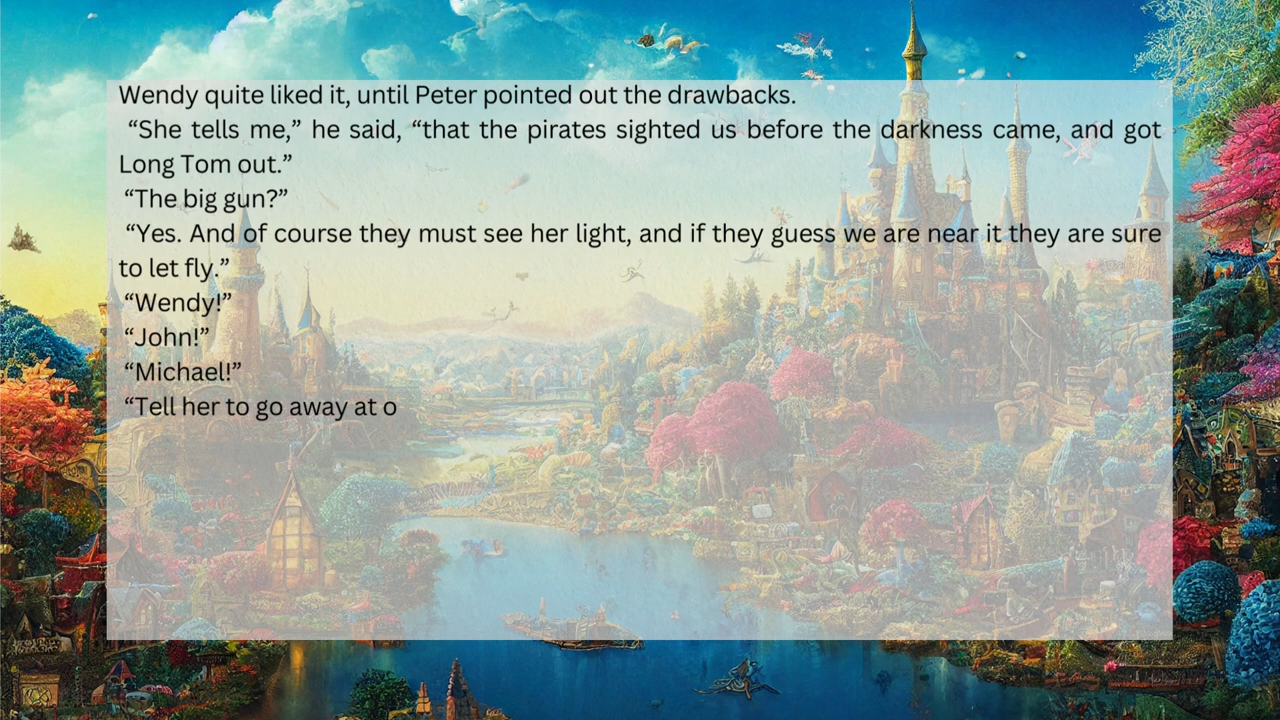 Wendy quite liked it, until Peter pointed out the drawbacks.
“She tells me,” he said, “that the pirates sighted us before the darkness came, and got
Long Tom out.”
“The big gun?”
“Yes. And of course they must see her light, and if they guess we are near it they are sure
to let fly.”
“Wendy!”
“John!”
“Michael!”
“Tell her to go away at o